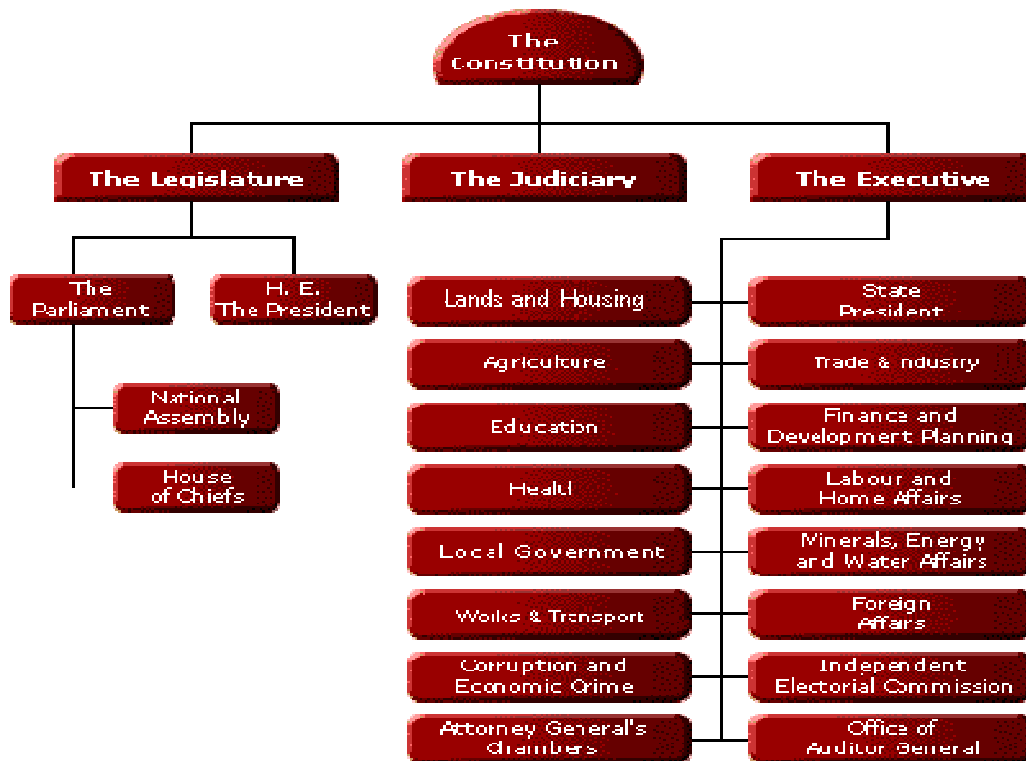 The
Constitution
The Legislature
The Judiciary
The Executive
The
Parliament
H. E.
The President
National
Assembly
House
of Chiefs
Lands and Housing
State
President
Agriculture
Trade & Industry
Education
Finance and
Development Planning
Health
Labour and
Home Affairs
Local Government
Minerals, Energy
and Water Affairs
Works & Transport
Foreign
Affairs
Corruption and
Economic Crime
Independent
Electorial Commission
Attorney General's
Chambers
Office of
Auditor General